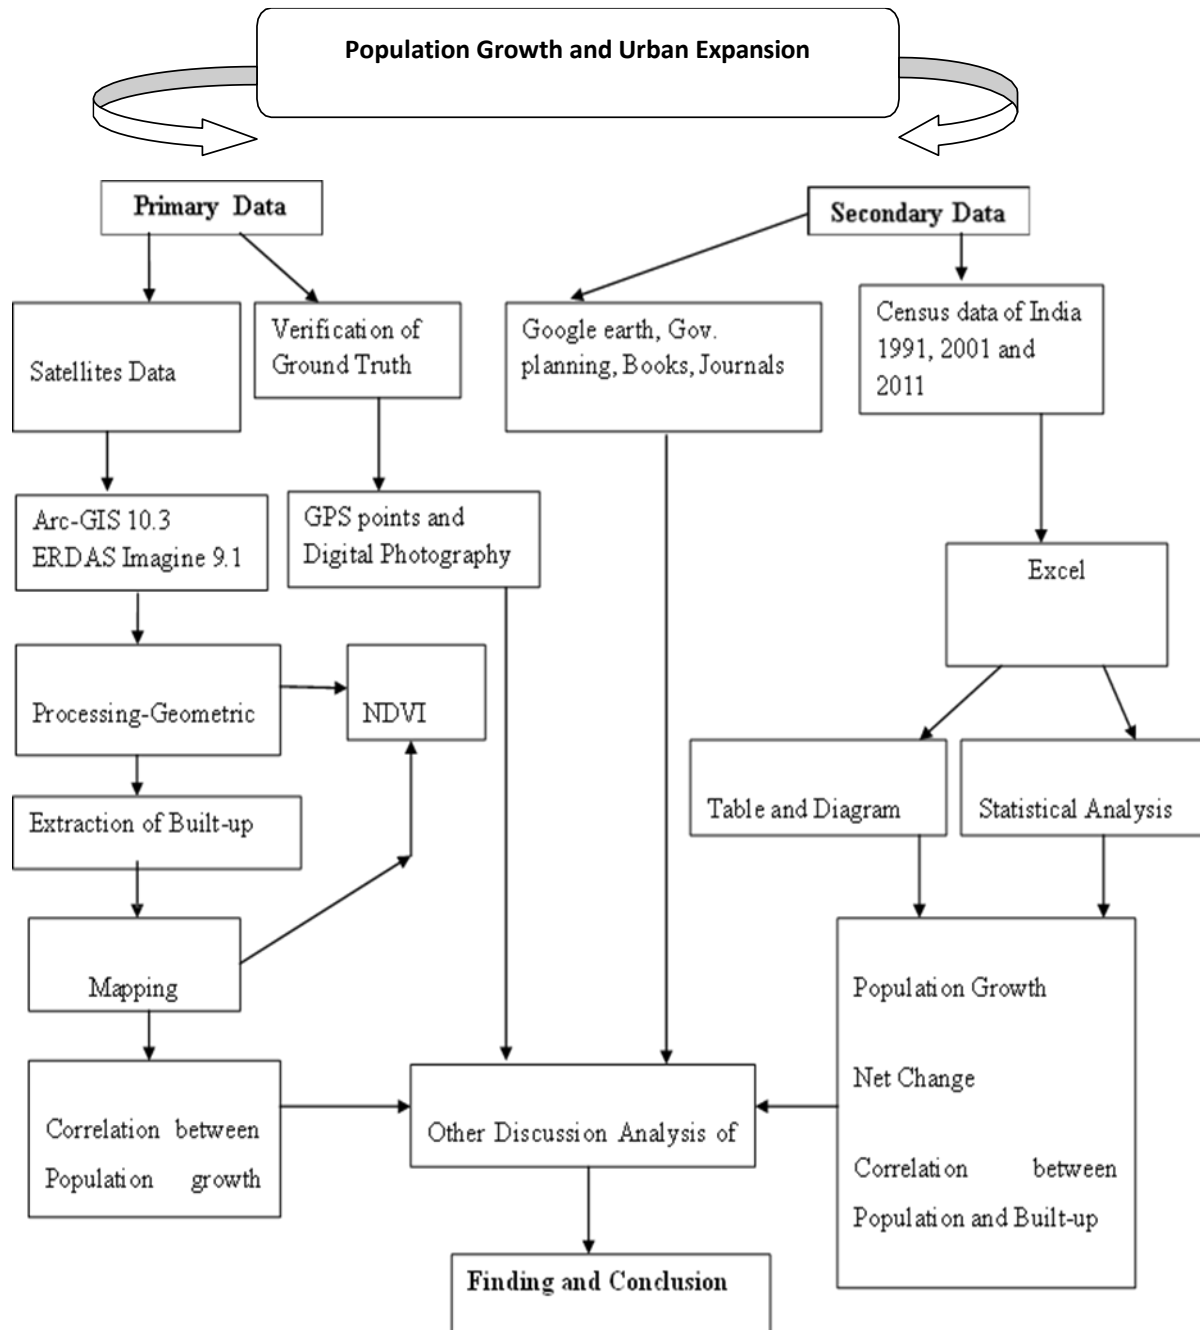 Population Growth and Urban Expansion
Primary Data
Secondary Data
Satellites Data
Verification of
Ground Truth
Google earth, Gov.
planning, Books, Journals
Census data of India
1991, 2001 and
2011
Arc-GIS 10.3
ERDAS Imagine 9.1
GPS points and
Digital Photography
Excel
Processing-Geometric
NDVI
Table and Diagram
Statistical Analysis
Extraction of Built-up
Mapping
Population Growth
Net Change
Correlation between
Population and Built-up
Correlation between
Population growth
Other Discussion Analysis of
Finding and Conclusion